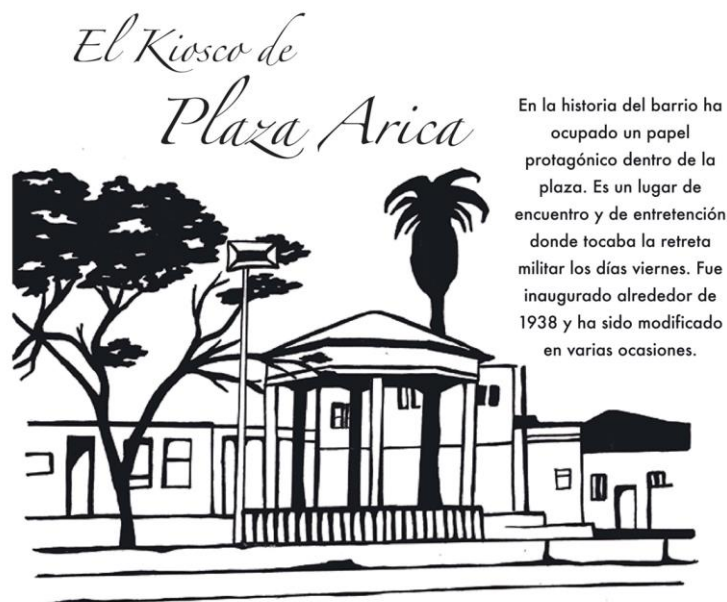 El Kiosco de
Plaza Arica
En la historia del barrio ha
ocupado un papel
protagónico dentro de la
plaza. Es un lugar de
encuentro y de entretención
donde tocaba la retreta
militar los días viernes. Fue
inaugurado alrededor de
1938 y ha sido modificado
en varias ocasiones.